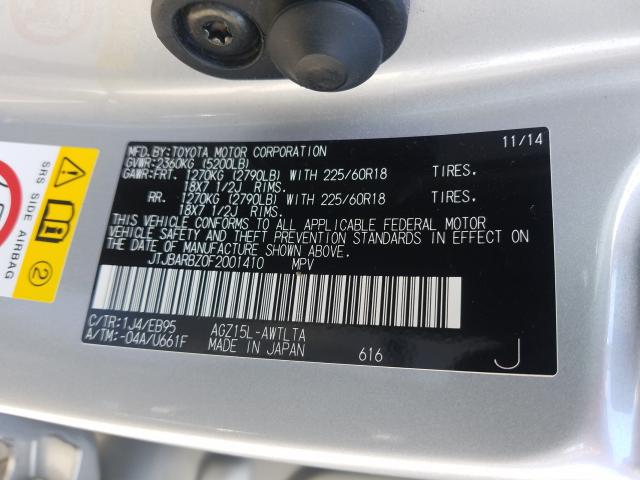 MFD.BY:TOYOTA MOTOR CORPORATION 11/14
GVWR:2360KG (5200LB)
GAWR:FRT. 1270KG (2790LB) WITH 225/60R18 TIRES.
18X7 1/2J RIMS.
RR. 1270KG (2790LB) WITH 225/60R18 TIRES.
18X7 1/2J RIMS.
THIS VEHICLE CONFORMS TO ALL APPLICABLE FEDERAL MOTOR
VEHICLE SAFETY AND THEFT PREVENTION STANDARDS IN EFFECT ON
THE DATE OF MANUFACTURE SHOWN ABOVE.
JTJBARBZ0F2001410 MPV
C/TR:1J4/EB95 AGZ15L-AWTLTA
A/TM:-04A/U661F MADE IN JAPAN 616 J
SRS SIDE AIRBAG
2